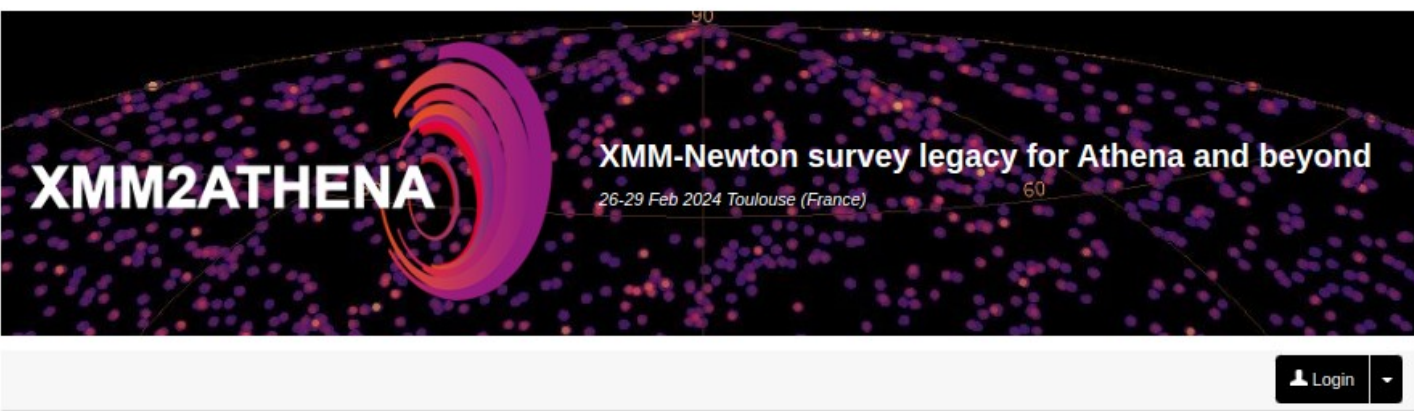 90
XMM2ATHENA
XMM-Newton survey legacy for Athena and beyond
26-29 Feb 2024 Toulouse (France)
60
Login